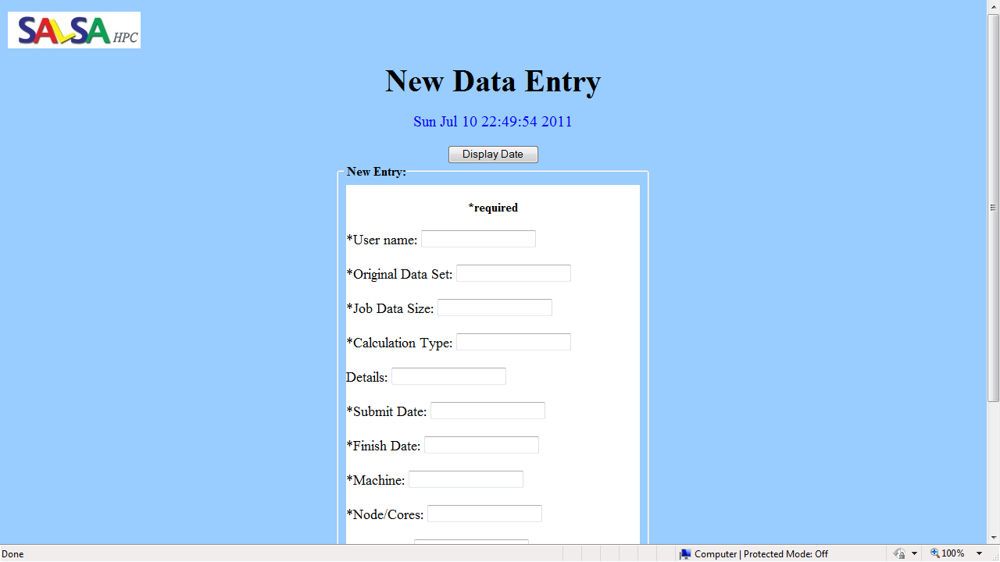 SALSA HPC
New Data Entry
Sun Jul 10 22:49:54 2011
Display Date
New Entry:
*required
*User name:
*Original Data Set:
*Job Data Size:
*Calculation Type:
Details:
*Submit Date:
*Finish Date:
*Machine:
*Node/Cores:
Done
Computer | Protected Mode: Off
100%